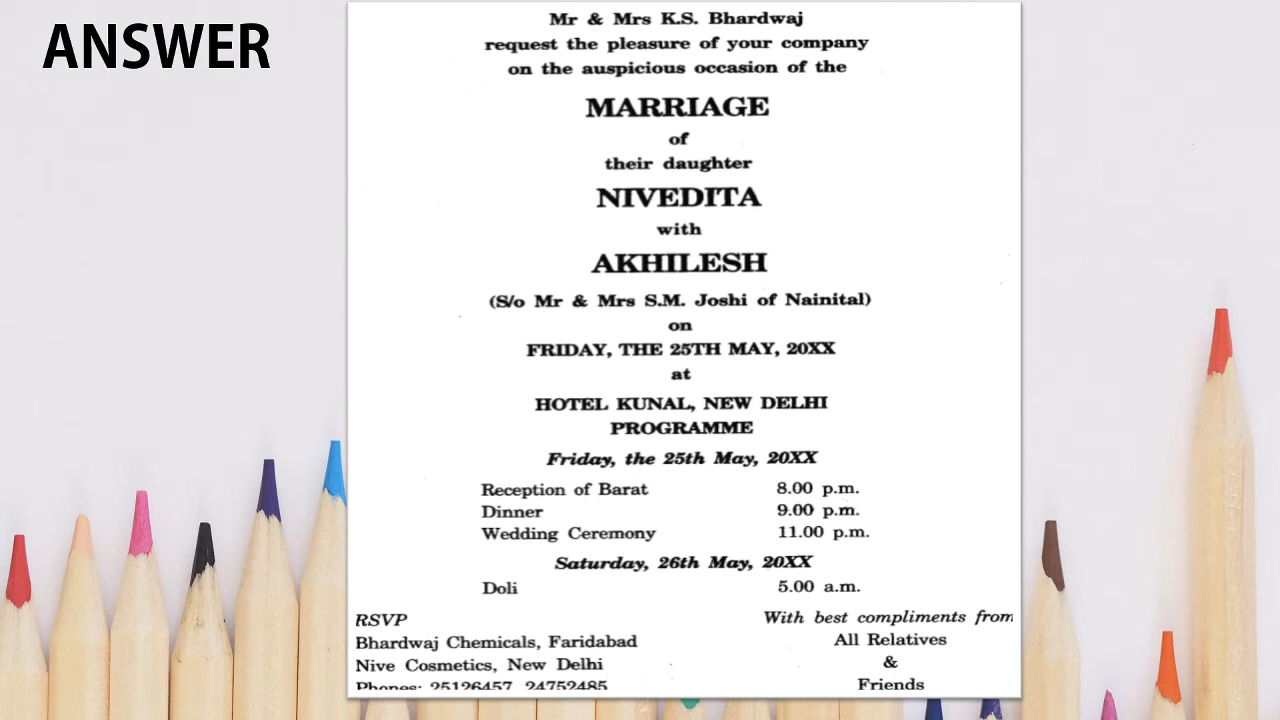 ANSWER
Mr & Mrs K.S. Bhardwaj
request the pleasure of your company
on the auspicious occasion of the
MARRIAGE
of
their daughter
NIVEDITA
with
AKHILESH
(S/o Mr & Mrs S.M. Joshi of Nainital)
on
FRIDAY, THE 25TH MAY, 20XX
at
HOTEL KUNAL, NEW DELHI
PROGRAMME
Friday, the 25th May, 20XX
Reception of Barat 8.00 p.m.
Dinner 9.00 p.m.
Wedding Ceremony 11.00 p.m.
Saturday, 26th May, 20XX
Doli 5.00 a.m.
RSVP
Bhardwaj Chemicals, Faridabad
Nive Cosmetics, New Delhi
Phones: 25126457, 24752485
With best compliments from
All Relatives
&
Friends